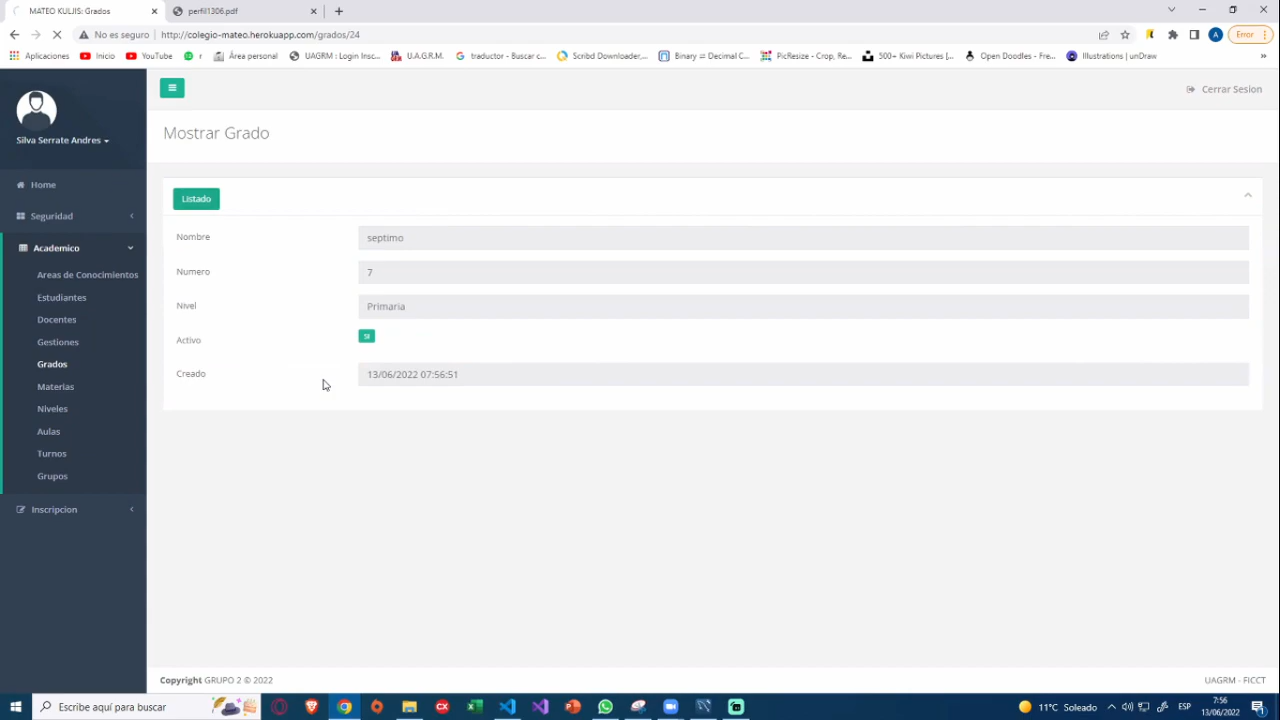 MATEO KULJIS: Grados
perfil1306.pdf
No es seguro
http://colegio-mateo.herokuapp.com/grados/24
Error
Aplicaciones
Inicio
YouTube
r
Área personal
UAGRM : Login Insc...
U.A.G.R.M.
traductor - Buscar c...
Scribd Downloader,...
Binary = Decimal C...
PicResize - Crop, Re...
500+ Kiwi Pictures [...
Open Doodles - Fre...
Illustrations | unDraw
Silva Serrate Andres
Cerrar Sesion
Mostrar Grado
Home
Seguridad
Academico
Areas de Conocimientos
Estudiantes
Docentes
Gestiones
Grados
Materias
Niveles
Aulas
Turnos
Grupos
Inscripcion
Listado
Nombre
septimo
Numero
7
Nivel
Primaria
Activo
SI
Creado
13/06/2022 07:56:51
Copyright GRUPO 2 © 2022
UAGRM - FICCT
Escribe aquí para buscar
11°C Soleado
ESP
7:56
13/06/2022